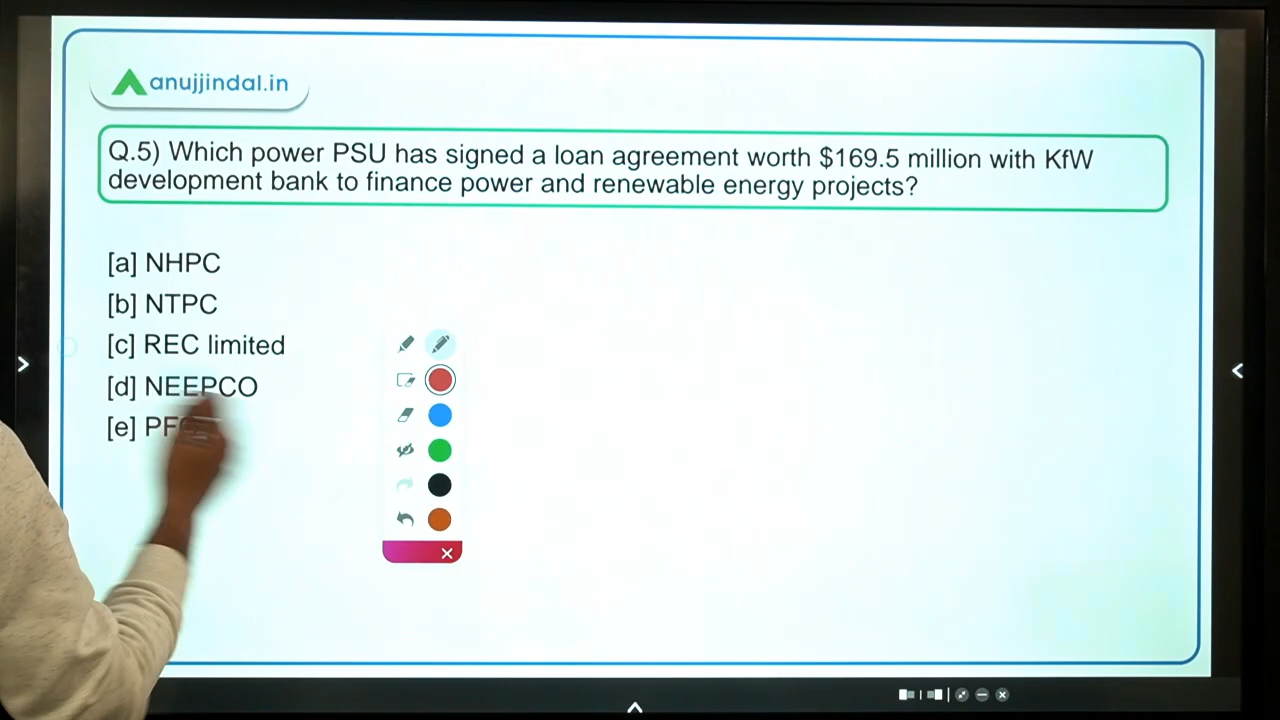 anujjindal.in
Q.5) Which power PSU has signed a loan agreement worth $169.5 million with KfW
development bank to finance power and renewable energy projects?
[a] NHPC
[b] NTPC
[c] REC limited
[d] NEEPCO
[e]